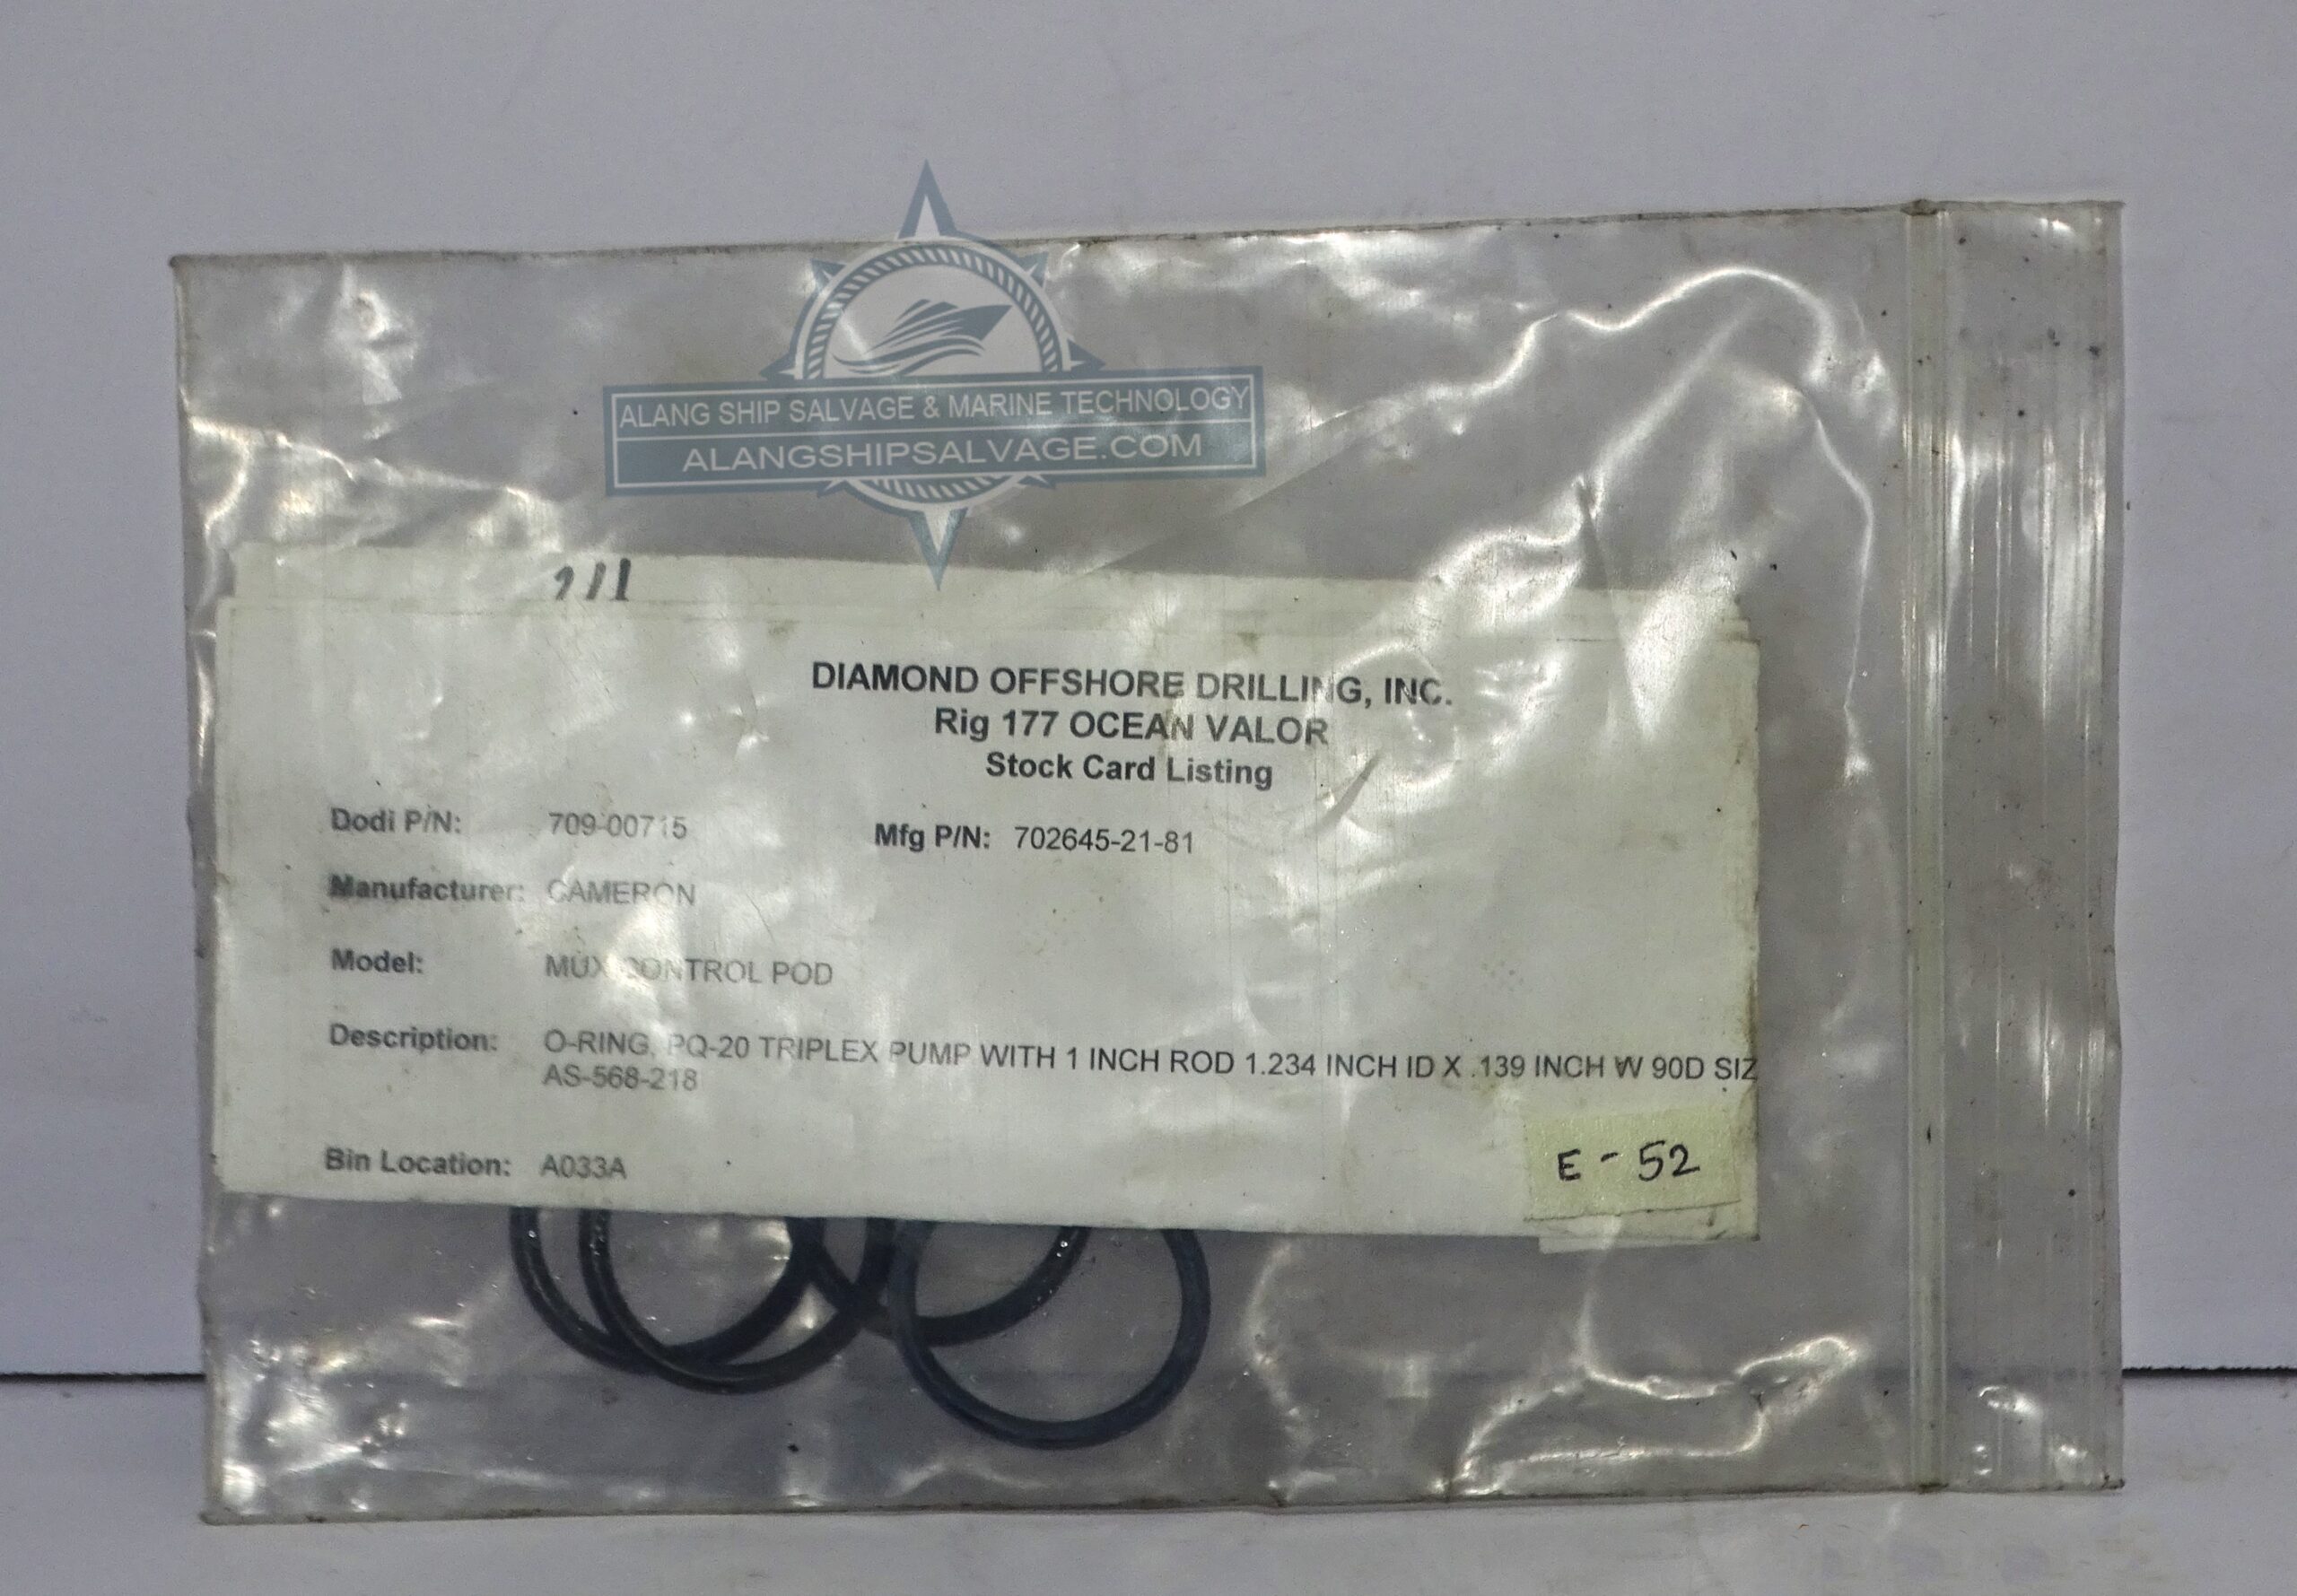 ALANG SHIP SALVAGE & MARINE TECHNOLOGY
ALANGSHIPSALVAGE.COM
DIAMOND OFFSHORE DRILLING, INC.
Rig 177 OCEAN VALOR
Stock Card Listing
Dodi P/N: 709-00715 Mfg P/N: 702645-21-81
Manufacturer: CAMERON
Model: MUX CONTROL POD
Description: O-RING, PQ-20 TRIPLEX PUMP WITH 1 INCH ROD 1.234 INCH ID X .139 INCH W 90D SIZ
AS-568-218
Bin Location: A033A
E - 52